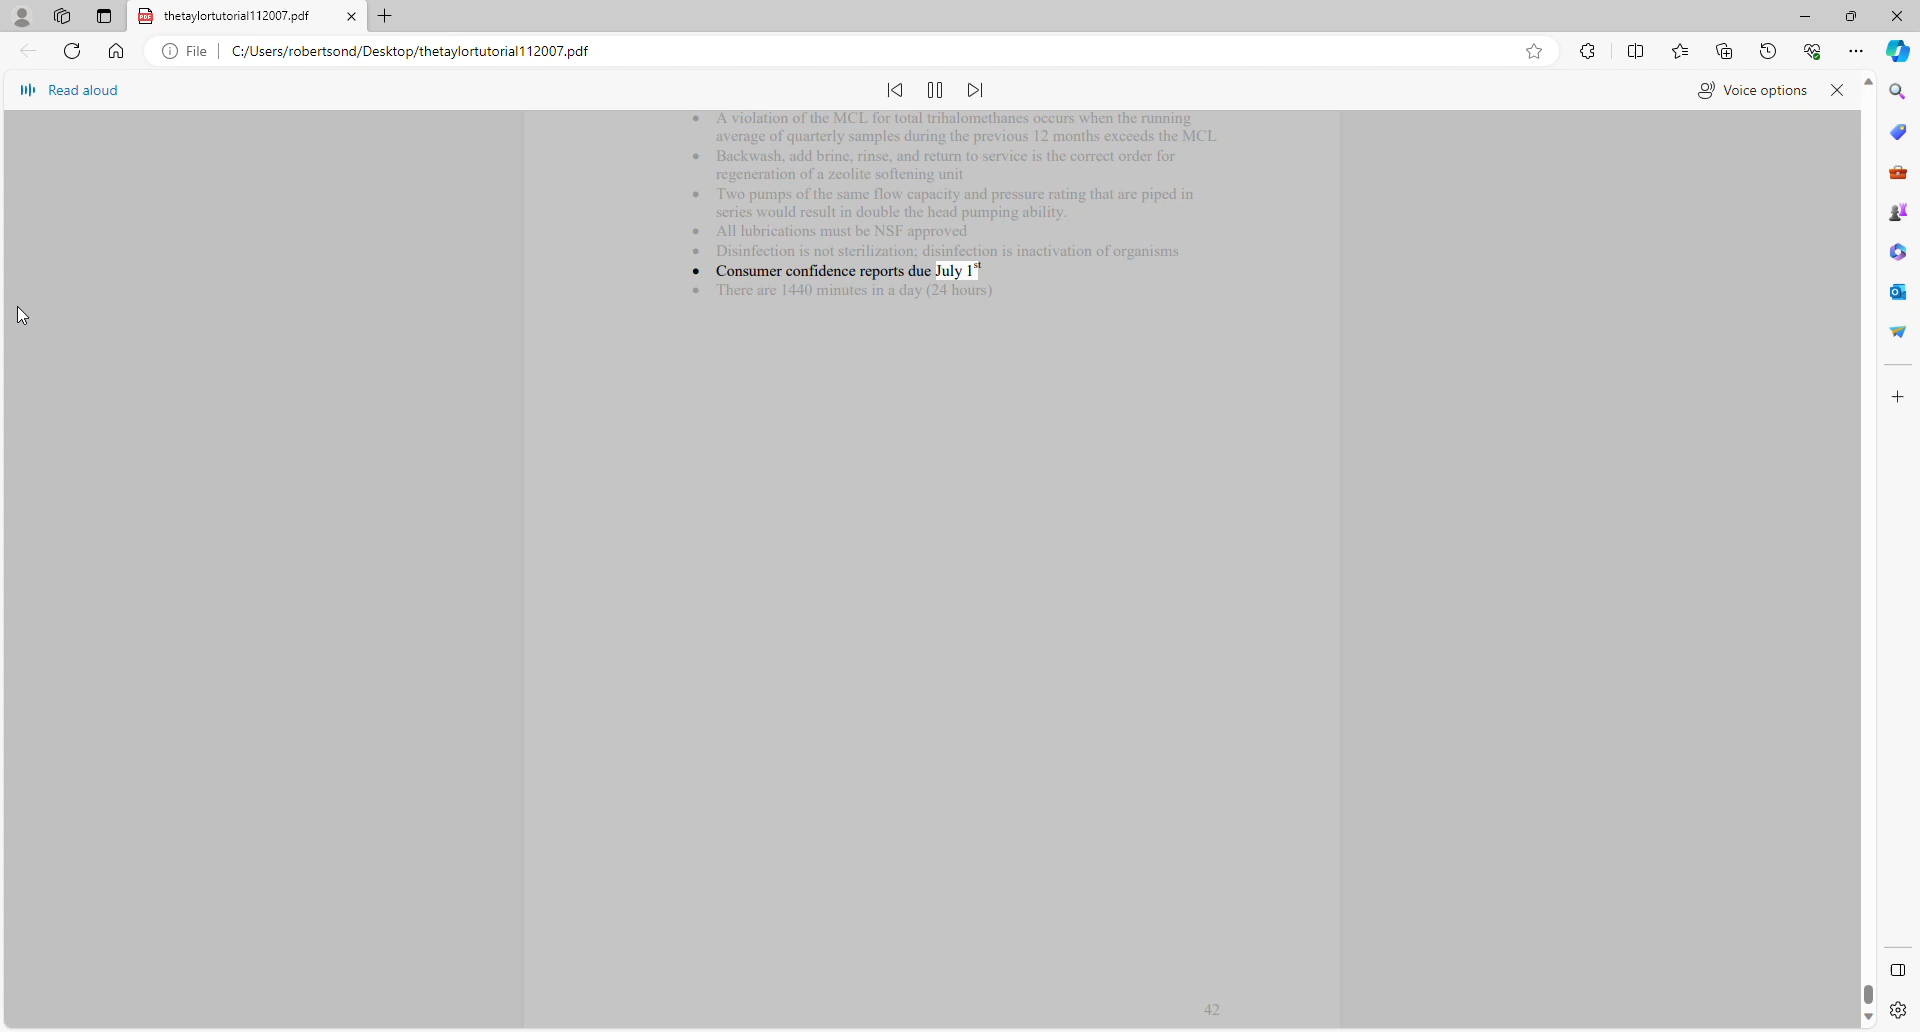 thetaylortutorial112007.pdf
File C:/Users/robertsond/Desktop/thetaylortutorial112007.pdf
Read aloud
Voice options
• A violation of the MCL for total trihalomethanes occurs when the running
average of quarterly samples during the previous 12 months exceeds the MCL
• Backwash, add brine, rinse, and return to service is the correct order for
regeneration of a zeolite softening unit
• Two pumps of the same flow capacity and pressure rating that are piped in
series would result in double the head pumping ability.
• All lubrications must be NSF approved
• Disinfection is not sterilization; disinfection is inactivation of organisms
• Consumer confidence reports due July 1st
• There are 1440 minutes in a day (24 hours)
42